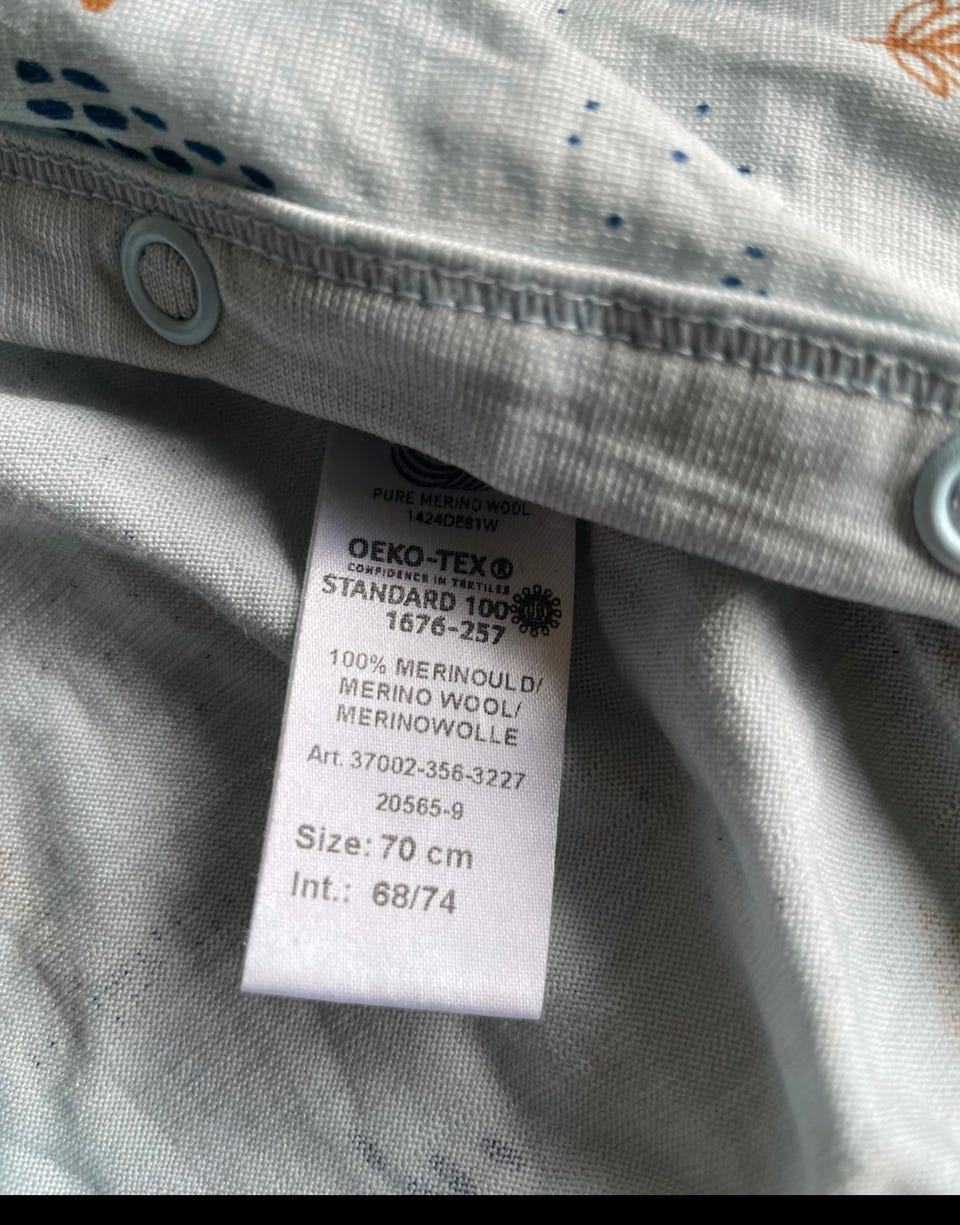 PURE MERINO WOOL
1424DE81W
OEKO-TEX®
CONFIDENCE IN TEXTILES
STANDARD 100
1676-257
100% MERINOULD/
MERINO WOOL/
MERINOWOLLE
Art. 37002-356-3227
20565-9
Size: 70 cm
Int.: 68/74